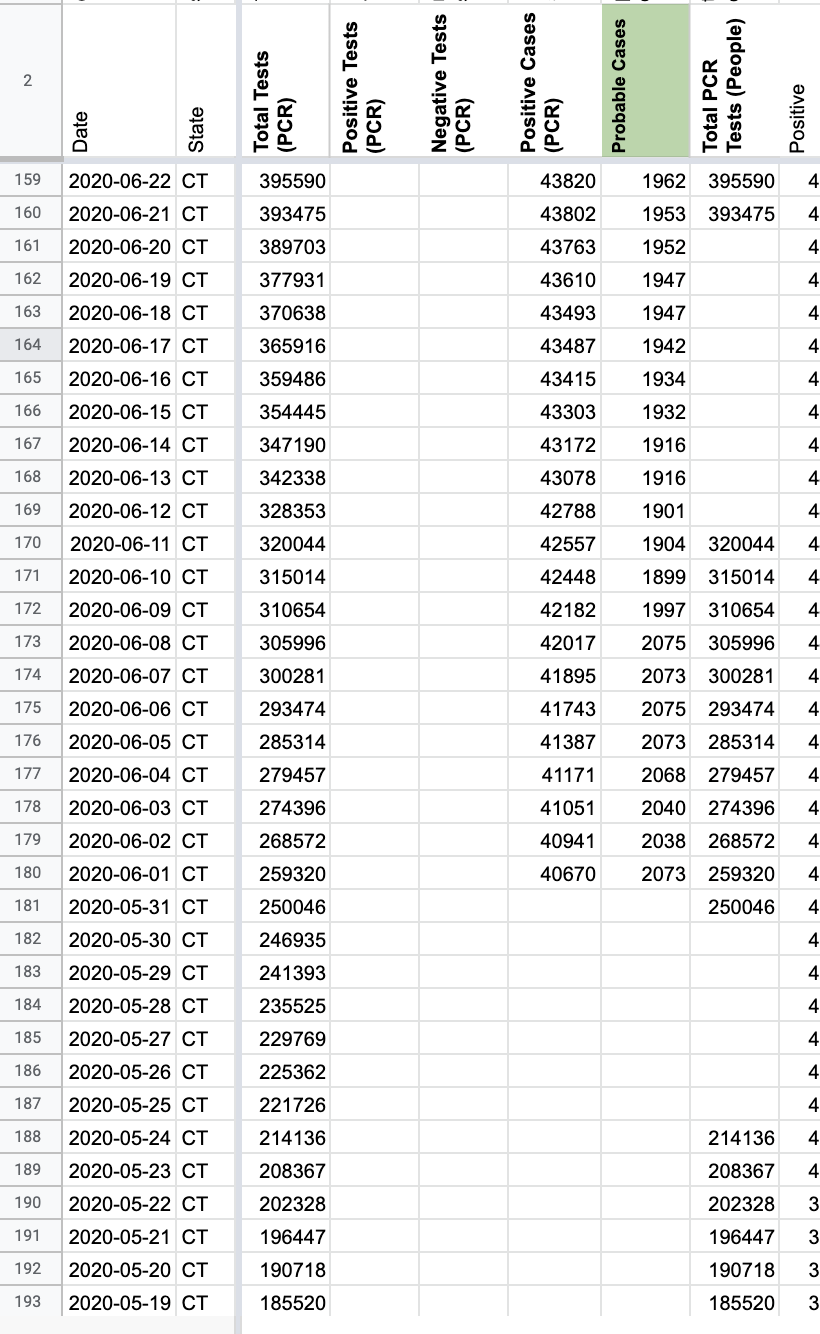 2 Date State Total Tests (PCR) Positive Tests (PCR) Negative Tests (PCR) Positive Cases (PCR) Probable Cases Total PCR Tests (People) Positive
159 2020-06-22 CT 395590 43820 1962 395590 4
160 2020-06-21 CT 393475 43802 1953 393475 4
161 2020-06-20 CT 389703 43763 1952 4
162 2020-06-19 CT 377931 43610 1947 4
163 2020-06-18 CT 370638 43493 1947 4
164 2020-06-17 CT 365916 43487 1942 4
165 2020-06-16 CT 359486 43415 1934 4
166 2020-06-15 CT 354445 43303 1932 4
167 2020-06-14 CT 347190 43172 1916 4
168 2020-06-13 CT 342338 43078 1916 4
169 2020-06-12 CT 328353 42788 1901 4
170 2020-06-11 CT 320044 42557 1904 320044 4
171 2020-06-10 CT 315014 42448 1899 315014 4
172 2020-06-09 CT 310654 42182 1997 310654 4
173 2020-06-08 CT 305996 42017 2075 305996 4
174 2020-06-07 CT 300281 41895 2073 300281 4
175 2020-06-06 CT 293474 41743 2075 293474 4
176 2020-06-05 CT 285314 41387 2073 285314 4
177 2020-06-04 CT 279457 41171 2068 279457 4
178 2020-06-03 CT 274396 41051 2040 274396 4
179 2020-06-02 CT 268572 40941 2038 268572 4
180 2020-06-01 CT 259320 40670 2073 259320 4
181 2020-05-31 CT 250046 250046 4
182 2020-05-30 CT 246935 4
183 2020-05-29 CT 241393 4
184 2020-05-28 CT 235525 4
185 2020-05-27 CT 229769 4
186 2020-05-26 CT 225362 4
187 2020-05-25 CT 221726 4
188 2020-05-24 CT 214136 214136 4
189 2020-05-23 CT 208367 208367 4
190 2020-05-22 CT 202328 202328 3
191 2020-05-21 CT 196447 196447 3
192 2020-05-20 CT 190718 190718 3
193 2020-05-19 CT 185520 185520 3